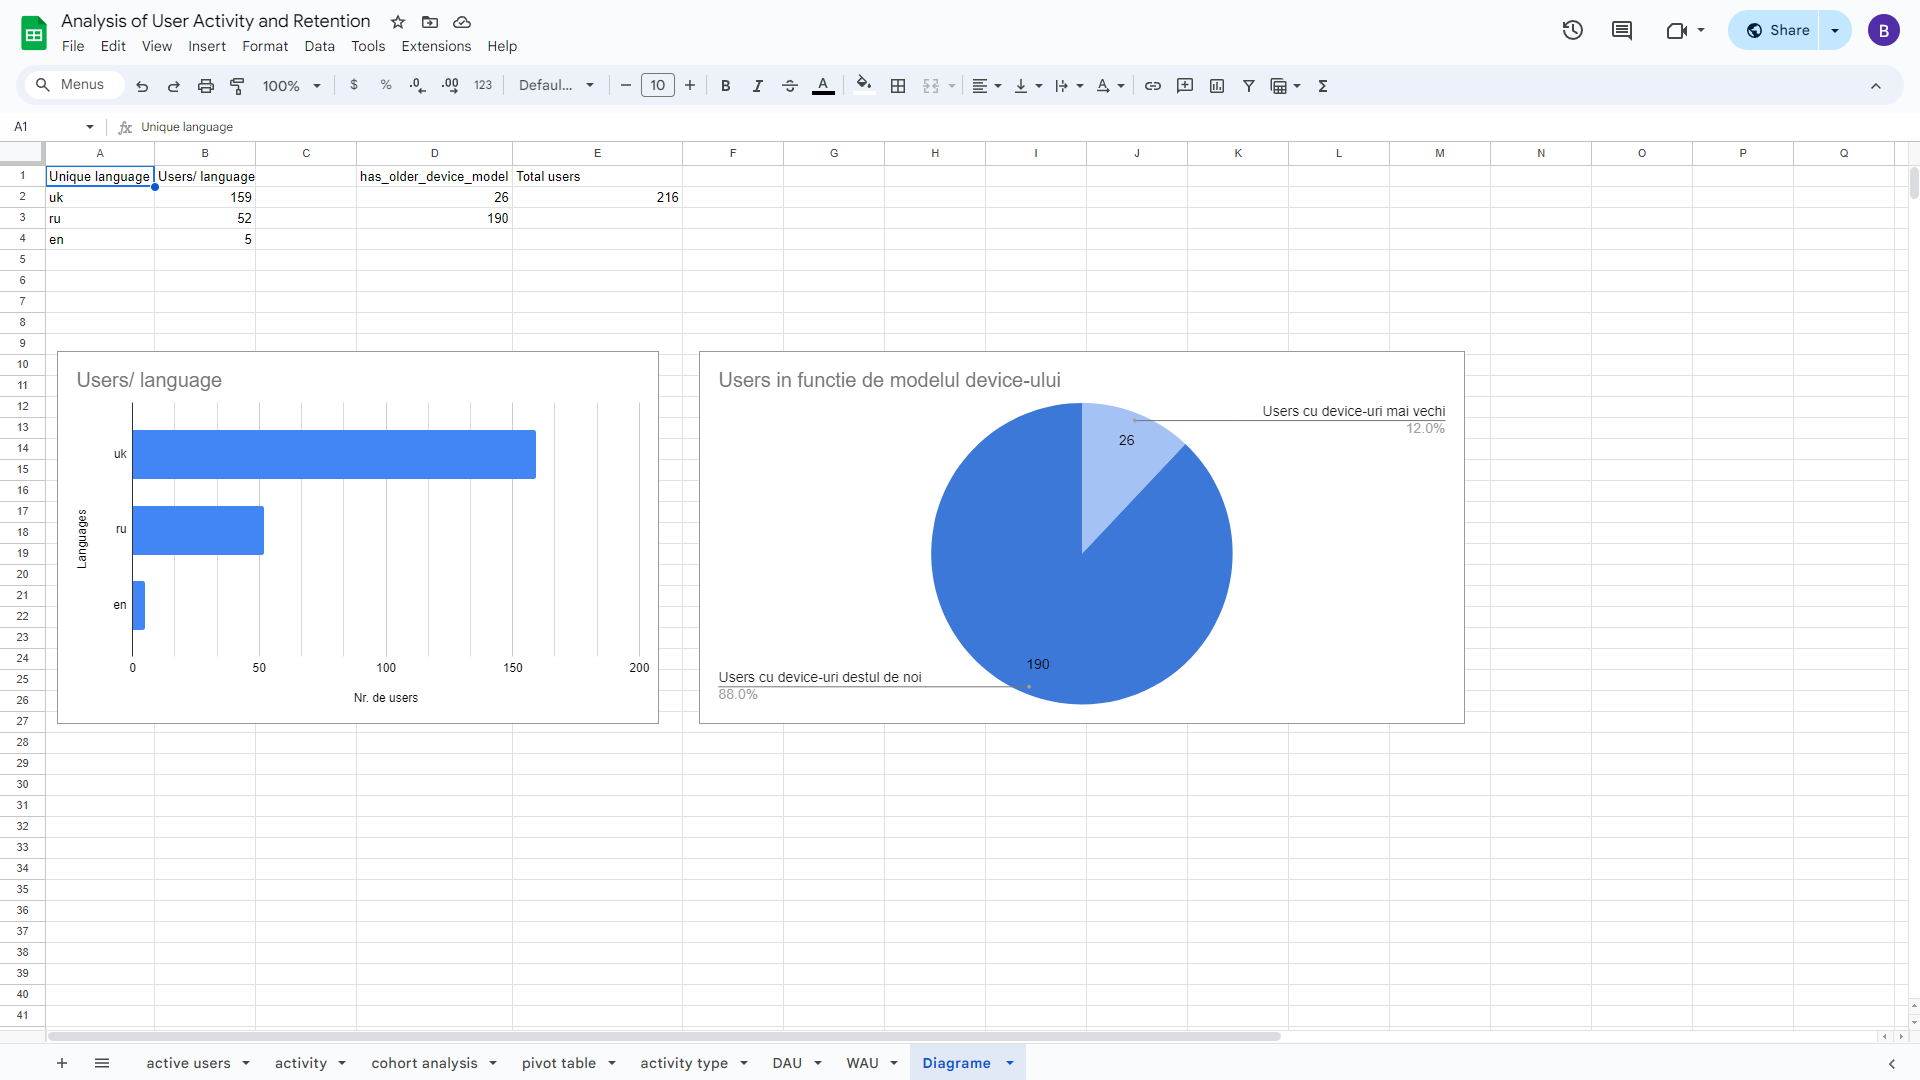 Analysis of User Activity and Retention
File Edit View Insert Format Data Tools Extensions Help
Share
B
Menus
100%
$ % .0 .00 123
Defaul...
10
B I A
Σ
A1
fx Unique language
A B C D E F G H I J K L M N O P Q
1 Unique language Users/ language has_older_device_model Total users
2 uk 159 26 216
3 ru 52 190
4 en 5
5
6
7
8
9
10
11
12
13
14
15
16
17
18
19
20
21
22
23
24
25
26
27
28
29
30
31
32
33
34
35
36
37
38
39
40
41
Users/ language
Languages
uk
ru
en
0 50 100 150 200
Nr. de users
Users in functie de modelul device-ului
Users cu device-uri mai vechi
12.0%
26
190
Users cu device-uri destul de noi
88.0%
active users activity cohort analysis pivot table activity type DAU WAU Diagrame